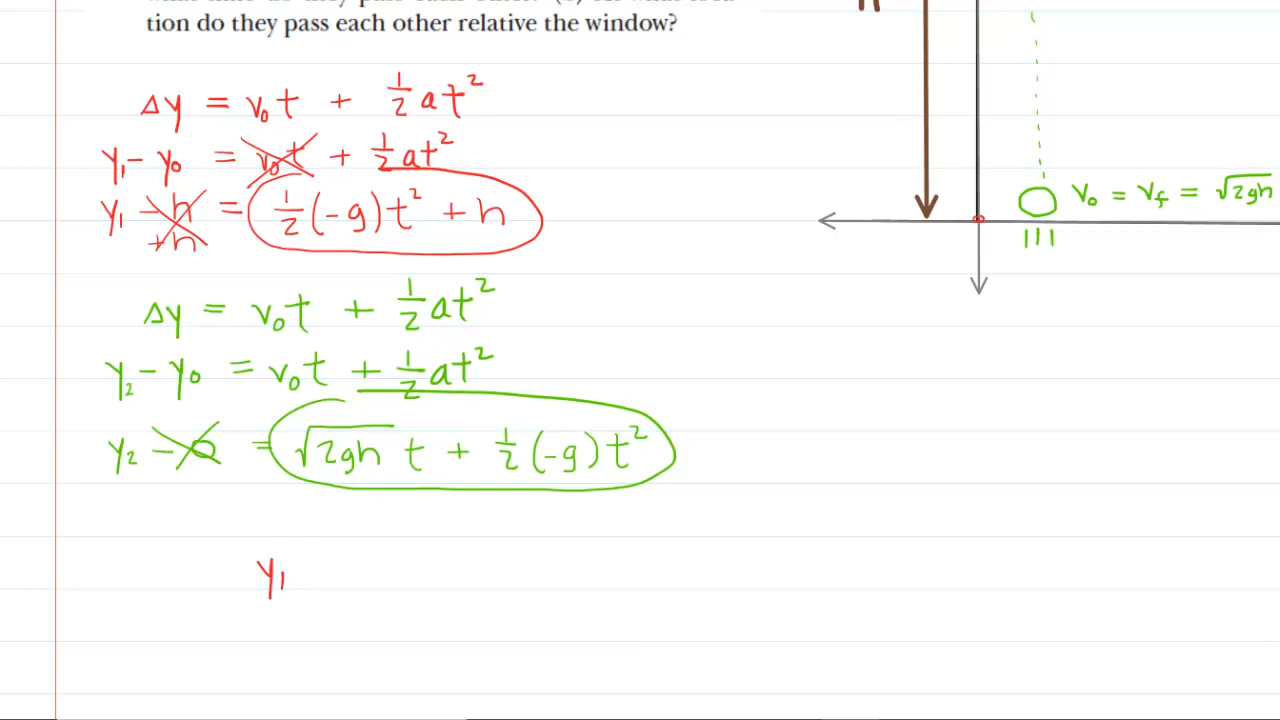 tion do they pass each other relative the window?
Δy = v₀t + ½at²
y₁ - y₀ = v₀t + ½at²
y₁ - h = ½(-g)t² + h
+h
Δy = v₀t + ½at²
y₂ - y₀ = v₀t + ½at²
y₂ - 0 = √2gh t + ½(-g)t²
y₁
v₀ = v_f = √2gh